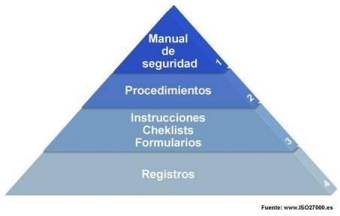 Manual
de
seguridad
1
Procedimientos
2
Instrucciones
Cheklists
Formularios
3
Registros
4
Fuente: www.ISO27000.es